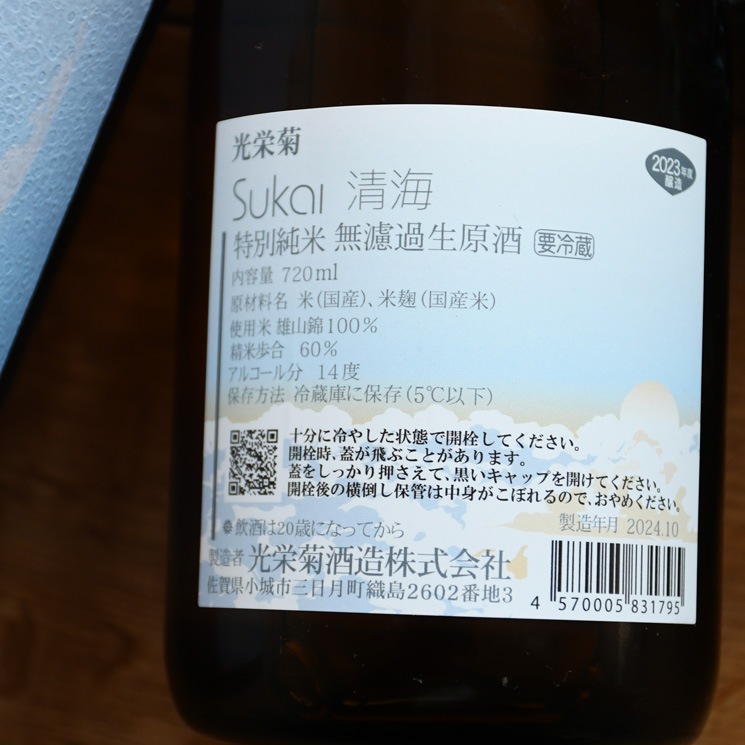 光栄菊
2023年度
醸造
Sukai 清海
特別純米 無濾過生原酒 要冷蔵
内容量 720ml
原材料名 米(国産)、米麹(国産米)
使用米 雄山錦100%
精米歩合 60%
アルコール分 14度
保存方法 冷蔵庫に保存(5℃以下)
十分に冷やした状態で開栓してください。
開栓時、蓋が飛ぶことがあります。
蓋をしっかり押さえて、黒いキャップを開けてください。
開栓後の横倒し保管は中身がこぼれるので、おやめください。
飲酒は20歳になってから
製造年月 2024.10
製造者 光栄菊酒造株式会社
佐賀県小城市三日月町織島2602番地3
4 570005 831795